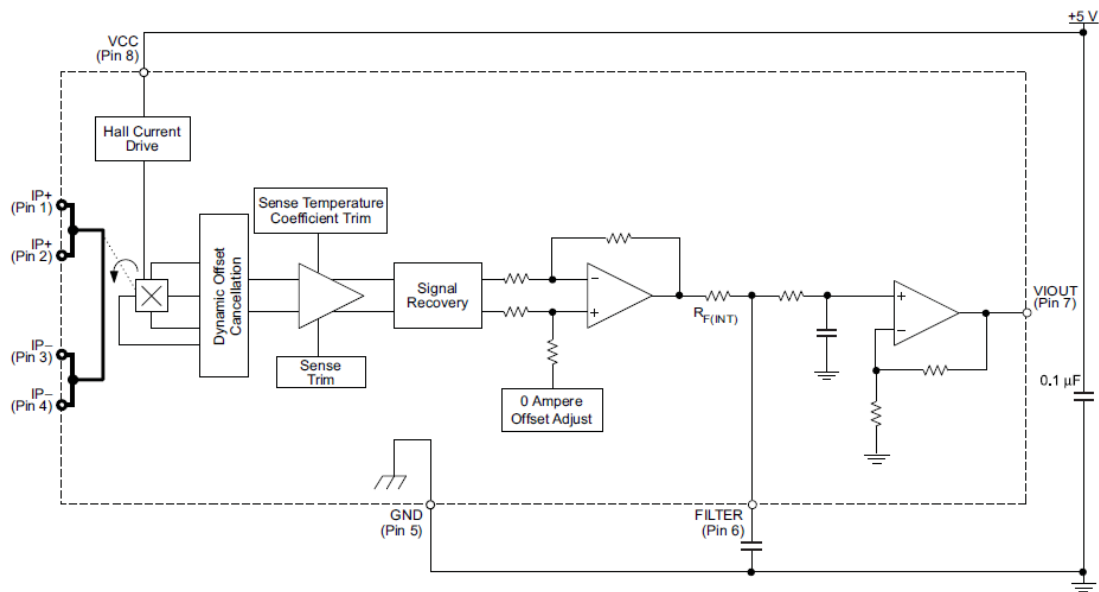 +5 V
VCC
(Pin 8)
Hall Current
Drive
IP+
(Pin 1)
IP+
(Pin 2)
IP−
(Pin 3)
IP−
(Pin 4)
Dynamic Offset
Cancellation
Sense Temperature
Coefficient Trim
Sense
Trim
Signal
Recovery
0 Ampere
Offset Adjust
−
+
RF(INT)
+
−
VIOUT
(Pin 7)
0.1 µF
GND
(Pin 5)
FILTER
(Pin 6)